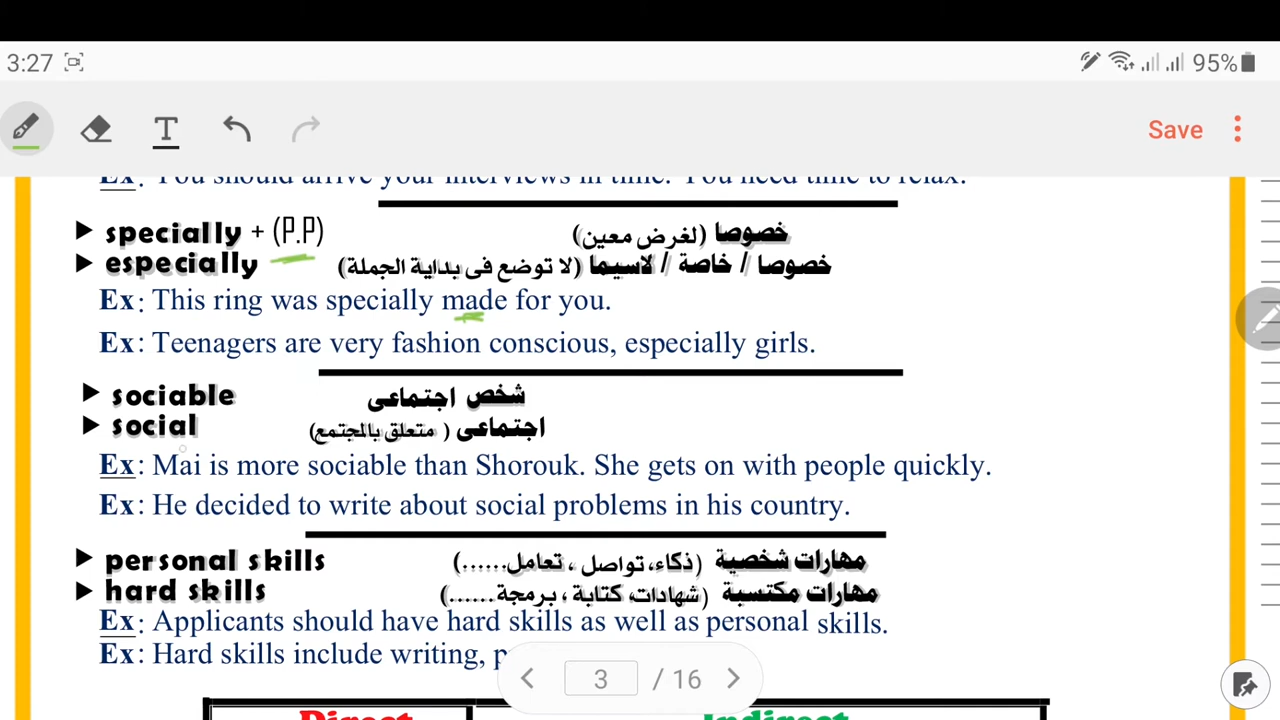 3:27 95%
T Save
Ex: You should arrive your interviews in time. You need time to relax.
specially + (P.P) خصوصا (لغرض معين)
especially خصوصا / خاصة / لاسيما (لا توضع فى بداية الجملة)
Ex: This ring was specially made for you.
Ex: Teenagers are very fashion conscious, especially girls.
sociable شخص اجتماعى
social اجتماعى ( متعلق بالمجتمع)
Ex: Mai is more sociable than Shorouk. She gets on with people quickly.
Ex: He decided to write about social problems in his country.
personal skills مهارات شخصية (ذكاء، تواصل ، تعامل ......)
hard skills مهارات مكتسبة (شهادات، كتابة ، برمجة ......)
Ex: Applicants should have hard skills as well as personal skills.
Ex: Hard skills include writing,
3 / 16
Direct Indirect